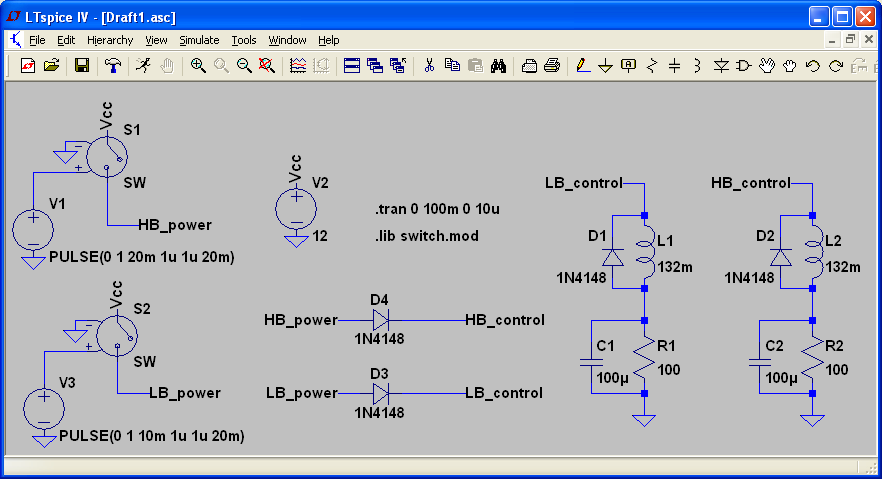 LTspice IV - [Draft1.asc]
File Edit Hierarchy View Simulate Tools Window Help
Vcc
S1
SW
V1
HB_power
PULSE(0 1 20m 1u 1u 20m)
Vcc
V2
12
.tran 0 100m 0 10u
.lib switch.mod
Vcc
S2
SW
V3
LB_power
PULSE(0 1 10m 1u 1u 20m)
HB_power
D4
1N4148
HB_control
LB_power
D3
1N4148
LB_control
LB_control
D1
1N4148
L1
132m
C1
100µ
R1
100
HB_control
D2
1N4148
L2
132m
C2
100µ
R2
100